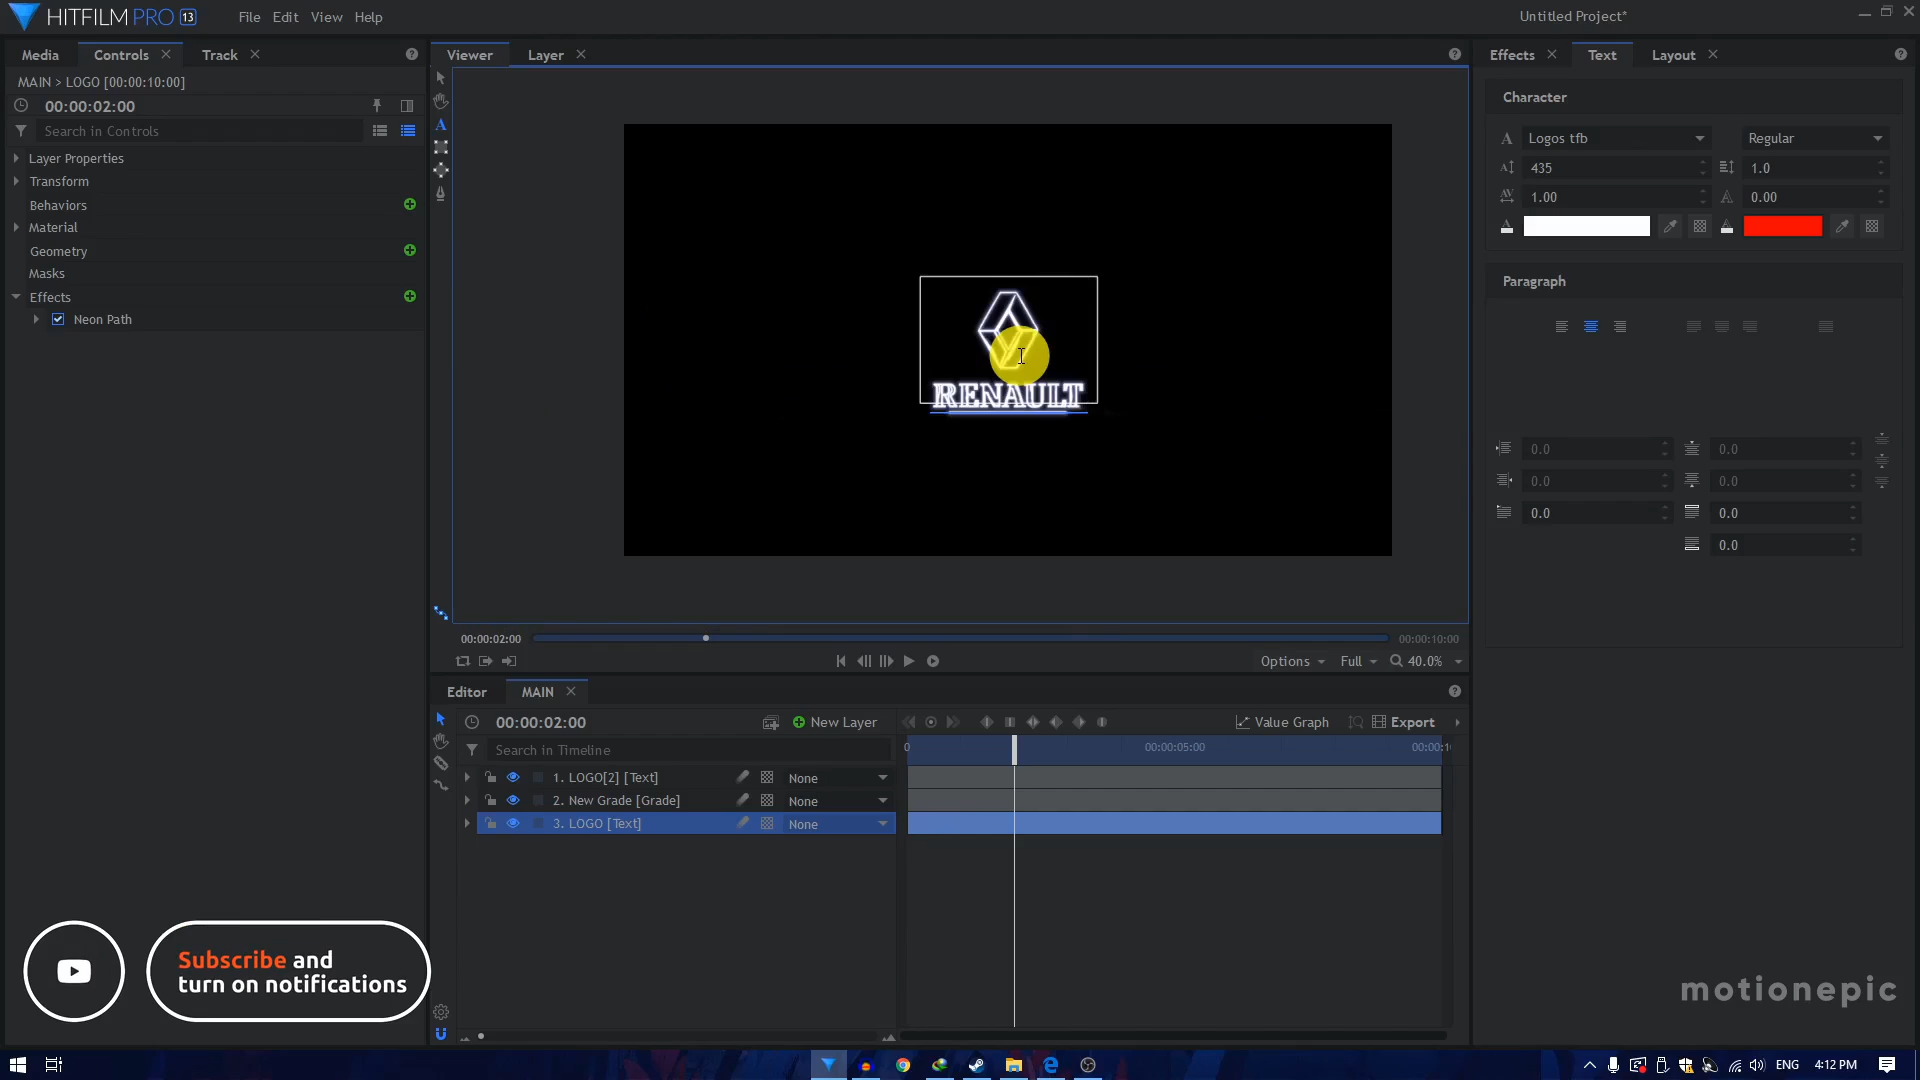 HITFILM PRO 13
File Edit View Help
Untitled Project*
Media Controls Track
MAIN > LOGO [00:00:10:00]
00:00:02:00
Search in Controls
Layer Properties
Transform
Behaviors
Material
Geometry
Masks
Effects
Neon Path
Viewer Layer
RENAULT
00:00:02:00
00:00:10:00
Options Full 40.0%
Effects Text Layout
Character
Logos tfb Regular
435 1.0
1.00 0.00
Paragraph
0.0 0.0
0.0 0.0
0.0 0.0
0.0
Editor MAIN
00:00:02:00 New Layer Value Graph Export
Search in Timeline
0 00:00:05:00 00:00:1
1. LOGO[2] [Text] None
2. New Grade [Grade] None
3. LOGO [Text] None
Subscribe and
turn on notifications
motionepic
ENG 4:12 PM